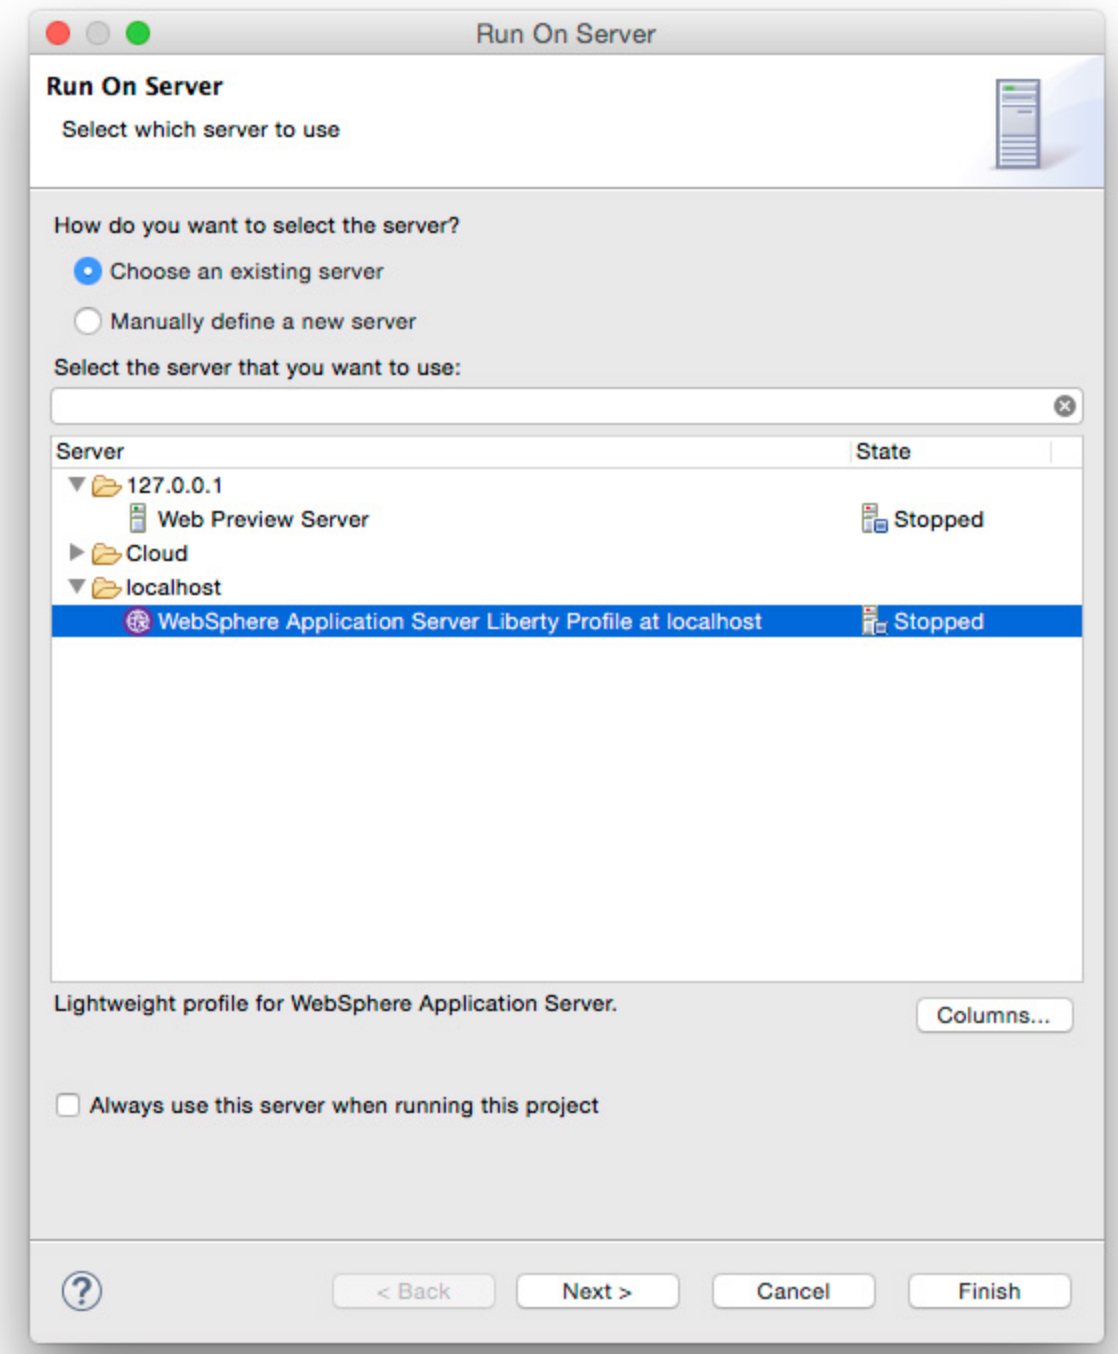 Run On Server
Run On Server
Select which server to use
How do you want to select the server?
Choose an existing server
Manually define a new server
Select the server that you want to use:
Server State
127.0.0.1
Web Preview Server Stopped
Cloud
localhost
WebSphere Application Server Liberty Profile at localhost Stopped
Lightweight profile for WebSphere Application Server.
Columns...
Always use this server when running this project
? < Back Next > Cancel Finish